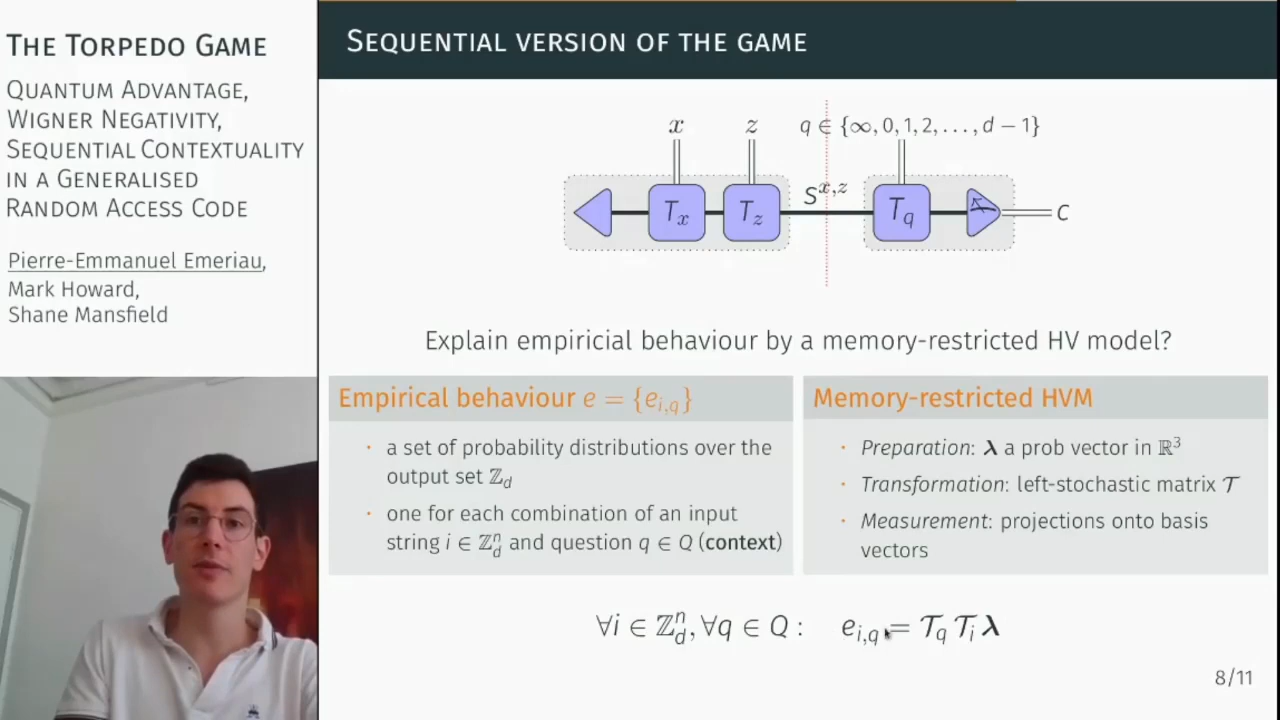 THE TORPEDO GAME
QUANTUM ADVANTAGE,
WIGNER NEGATIVITY,
SEQUENTIAL CONTEXTUALITY
IN A GENERALISED
RANDOM ACCESS CODE
Pierre-Emmanuel Emeriau,
Mark Howard,
Shane Mansfield
SEQUENTIAL VERSION OF THE GAME
x z q ∈ {∞, 0, 1, 2, . . . , d − 1}
T_x T_z S^{x,z} T_q c
Explain empiricial behaviour by a memory-restricted HV model?
Empirical behaviour e = {e_{i,q}}
· a set of probability distributions over the
output set ℤ_d
· one for each combination of an input
string i ∈ ℤ_d^n and question q ∈ Q (context)
Memory-restricted HVM
· Preparation: λ a prob vector in ℝ³
· Transformation: left-stochastic matrix 𝒯
· Measurement: projections onto basis
vectors
∀i ∈ ℤ_d^n, ∀q ∈ Q : e_{i,q} = 𝒯_q 𝒯_i λ
8/11